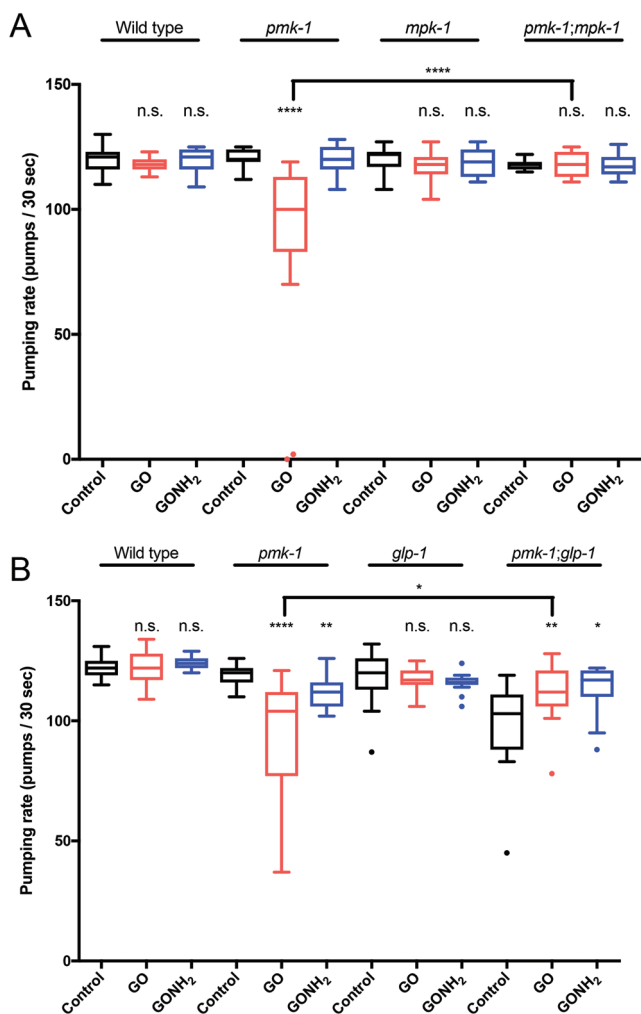 A
Wild type pmk-1 mpk-1 pmk-1;mpk-1
****
n.s. n.s. **** n.s. n.s. n.s. n.s.
150
100
50
0
Pumping rate (pumps / 30 sec)
Control GO GONH₂ Control GO GONH₂ Control GO GONH₂ Control GO GONH₂
B
Wild type pmk-1 glp-1 pmk-1;glp-1
*
n.s. n.s. **** ** n.s. n.s. ** *
150
100
50
0
Pumping rate (pumps / 30 sec)
Control GO GONH₂ Control GO GONH₂ Control GO GONH₂ Control GO GONH₂